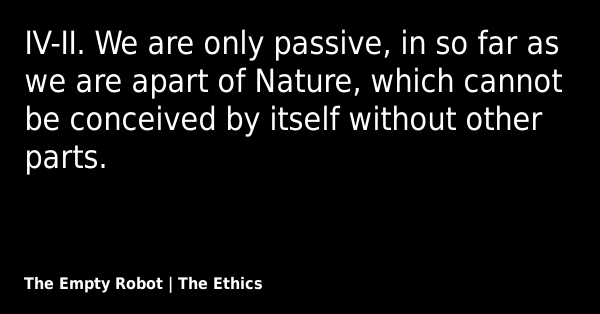 IV-II. We are only passive, in so far as
we are apart of Nature, which cannot
be conceived by itself without other
parts.
The Empty Robot | The Ethics